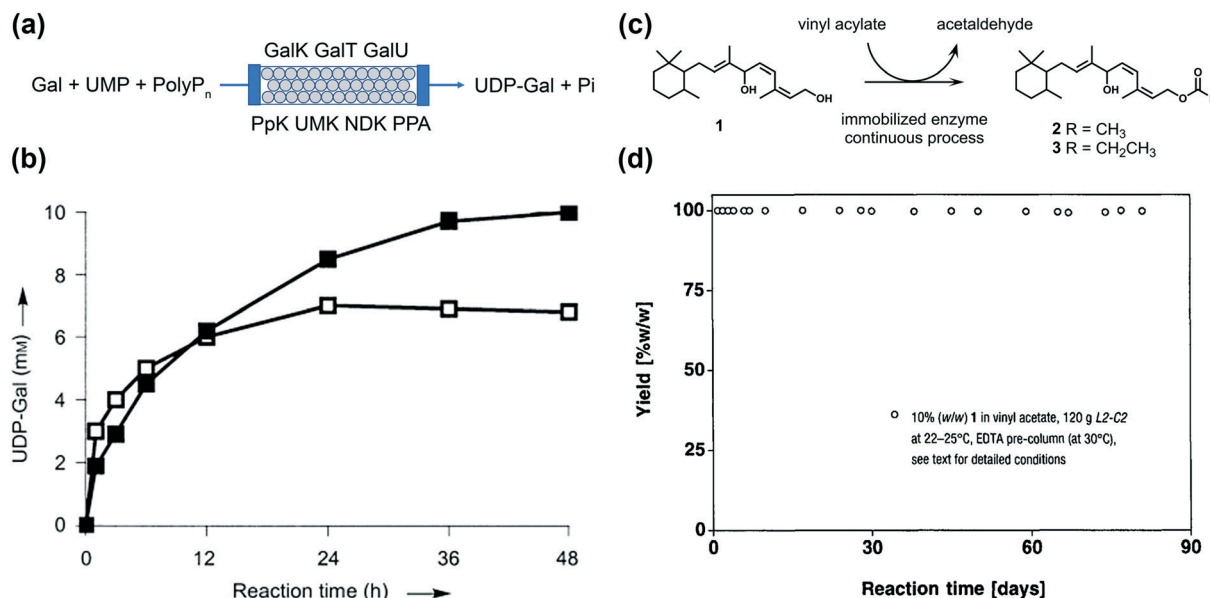 (a)
GalK GalT GalU
Gal + UMP + PolyPn
UDP-Gal + Pi
PpK UMK NDK PPA
(b)
UDP-Gal (mM)
10
8
6
4
2
0
0 12 24 36 48
Reaction time (h)
(c)
vinyl acylate
acetaldehyde
OH
OH
1
immobilized enzyme
continuous process
OH
O
O
2 R = CH3
3 R = CH2CH3
(d)
Yield [%w/w]
100
75
50
25
0
10% (w/w) 1 in vinyl acetate, 120 g L2-C2
at 22–25°C, EDTA pre-column (at 30°C),
see text for detailed conditions
0 30 60 90
Reaction time [days]